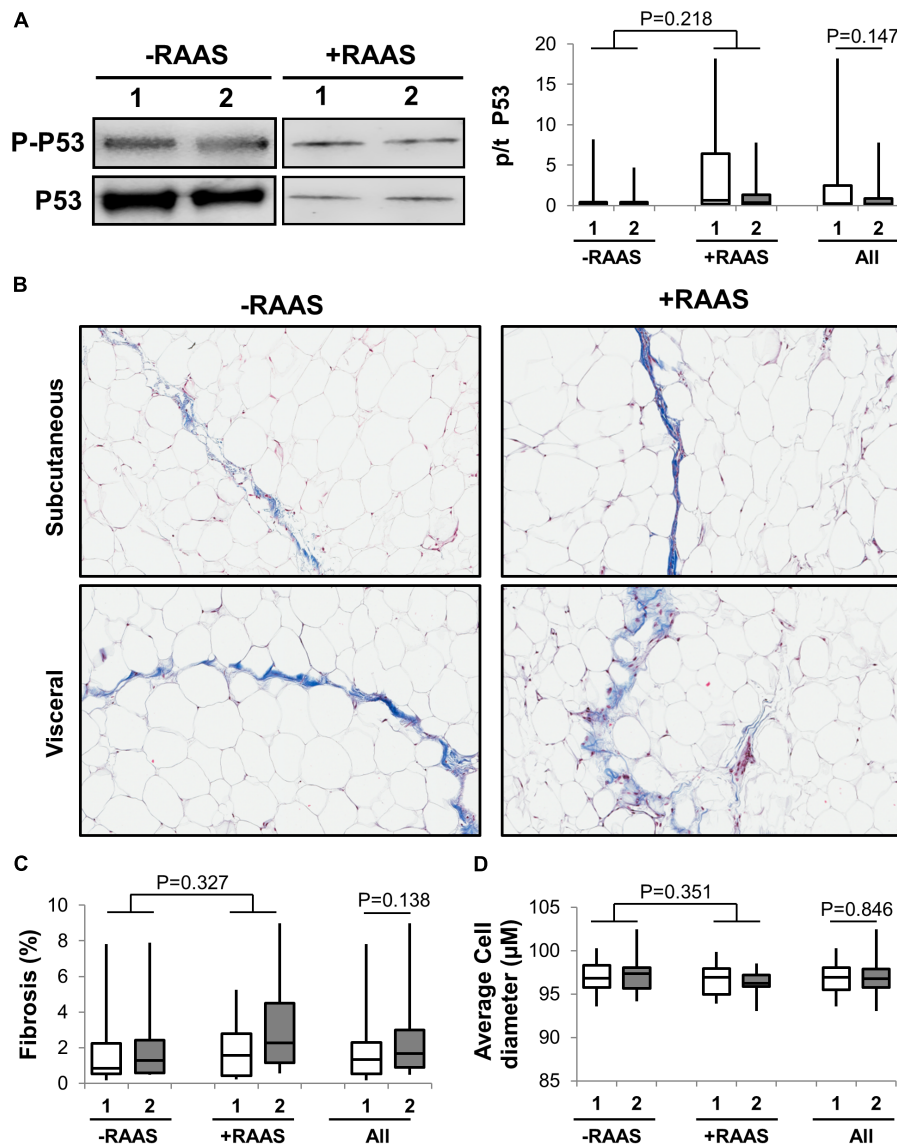 A
-RAAS +RAAS
1 2 1 2
P-P53
P53
P=0.218
P=0.147
p/t P53
20
15
10
5
0
1 2 1 2 1 2
-RAAS +RAAS All
B
-RAAS +RAAS
Subcutaneous
Visceral
C
P=0.327
P=0.138
Fibrosis (%)
10
8
6
4
2
0
1 2 1 2 1 2
-RAAS +RAAS All
D
P=0.351
P=0.846
Average Cell
diameter (µM)
105
100
95
90
85
1 2 1 2 1 2
-RAAS +RAAS All